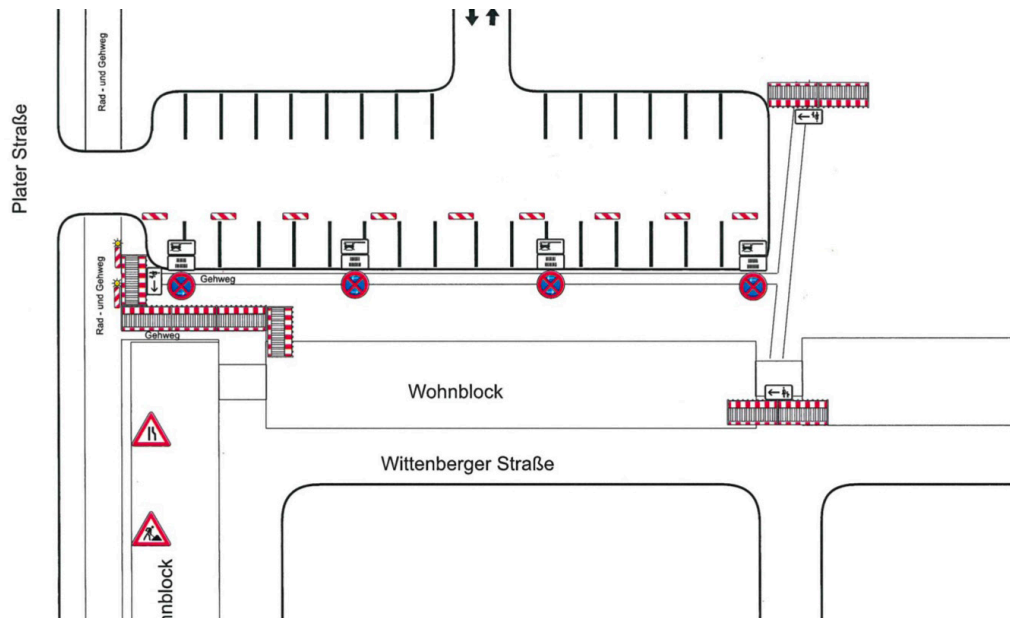 Plater Straße
Rad - und Gehweg
Rad - und Gehweg
Gehweg
Gehweg
Wohnblock
Wittenberger Straße
nblock